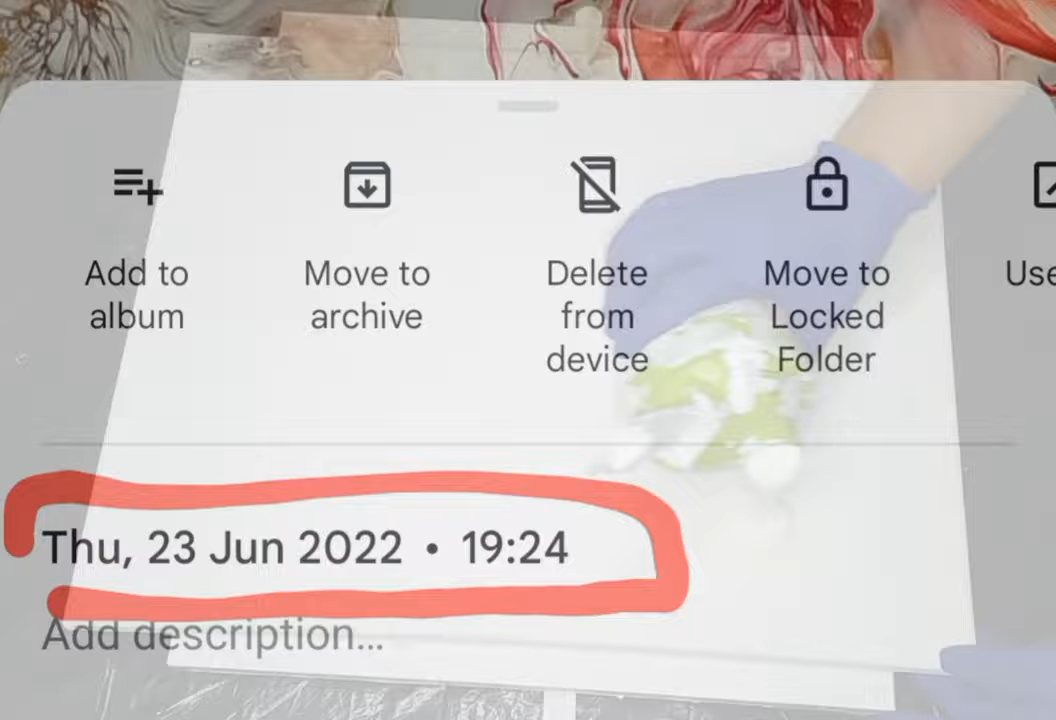 Add to album
Move to archive
Delete from device
Move to Locked Folder
Use
Thu, 23 Jun 2022 • 19:24
Add description...